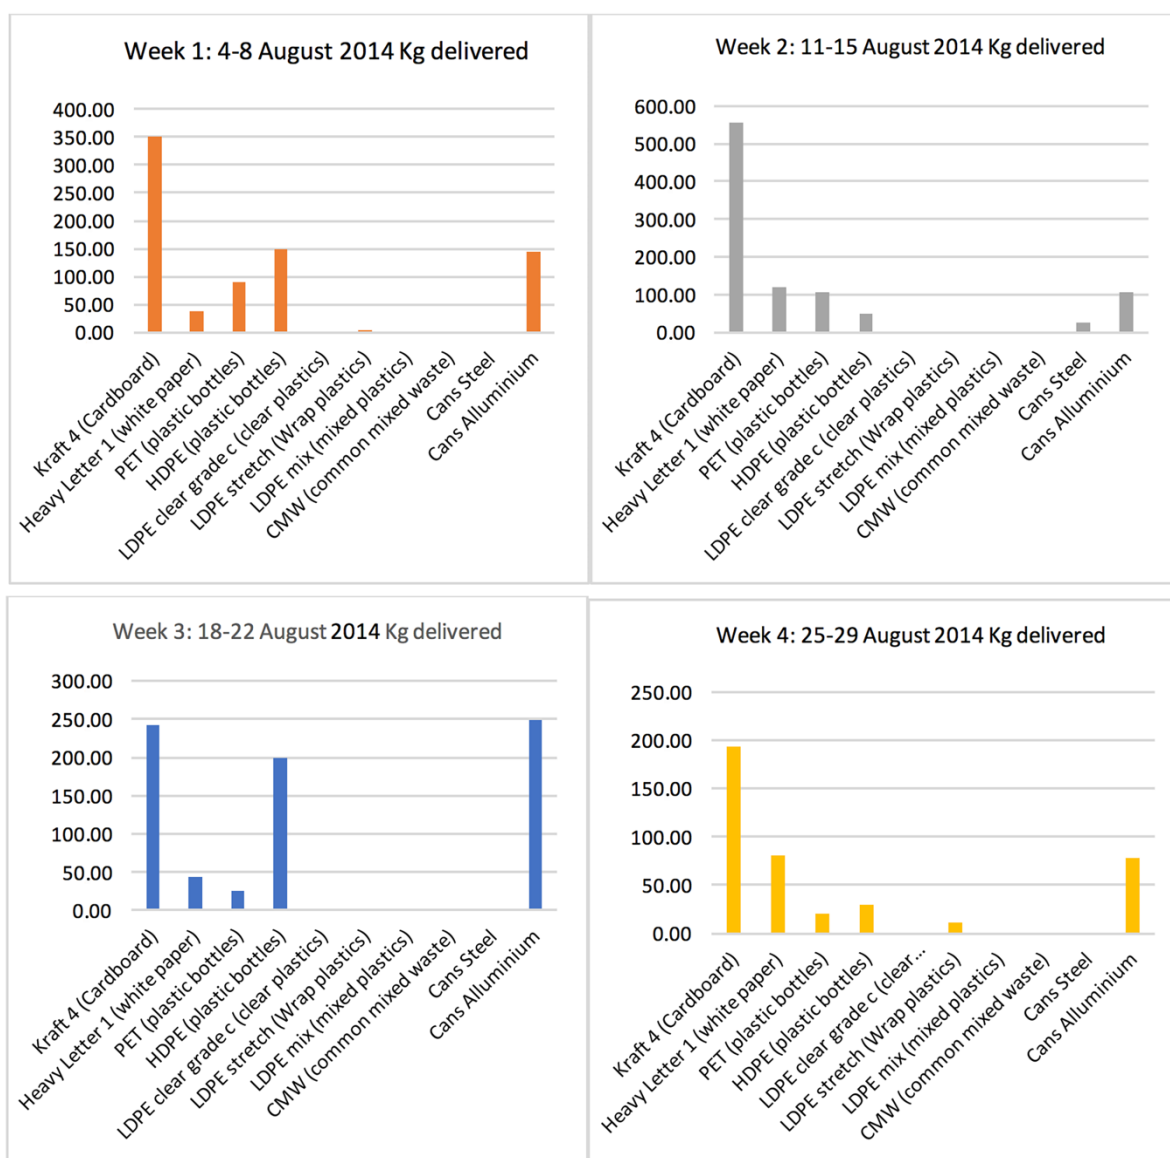 Week 1: 4-8 August 2014 Kg delivered
400.00
350.00
300.00
250.00
200.00
150.00
100.00
50.00
0.00
Kraft 4 (Cardboard)
Heavy Letter 1 (white paper)
PET (plastic bottles)
HDPE (plastic bottles)
LDPE clear grade c (clear plastics)
LDPE stretch (Wrap plastics)
LDPE mix (mixed plastics)
CMW (common mixed waste)
Cans Steel
Cans Alluminium
Week 2: 11-15 August 2014 Kg delivered
600.00
500.00
400.00
300.00
200.00
100.00
0.00
Kraft 4 (Cardboard)
Heavy Letter 1 (white paper)
PET (plastic bottles)
HDPE (plastic bottles)
LDPE clear grade c (clear plastics)
LDPE stretch (Wrap plastics)
LDPE mix (mixed plastics)
CMW (common mixed waste)
Cans Steel
Cans Alluminium
Week 3: 18-22 August 2014 Kg delivered
300.00
250.00
200.00
150.00
100.00
50.00
0.00
Kraft 4 (Cardboard)
Heavy Letter 1 (white paper)
PET (plastic bottles)
HDPE (plastic bottles)
LDPE clear grade c (clear plastics)
LDPE stretch (Wrap plastics)
LDPE mix (mixed plastics)
CMW (common mixed waste)
Cans Steel
Cans Alluminium
Week 4: 25-29 August 2014 Kg delivered
250.00
200.00
150.00
100.00
50.00
0.00
Kraft 4 (Cardboard)
Heavy Letter 1 (white paper)
PET (plastic bottles)
HDPE (plastic bottles)
LDPE clear grade c (clear...
LDPE stretch (Wrap plastics)
LDPE mix (mixed plastics)
CMW (common mixed waste)
Cans Steel
Cans Alluminium